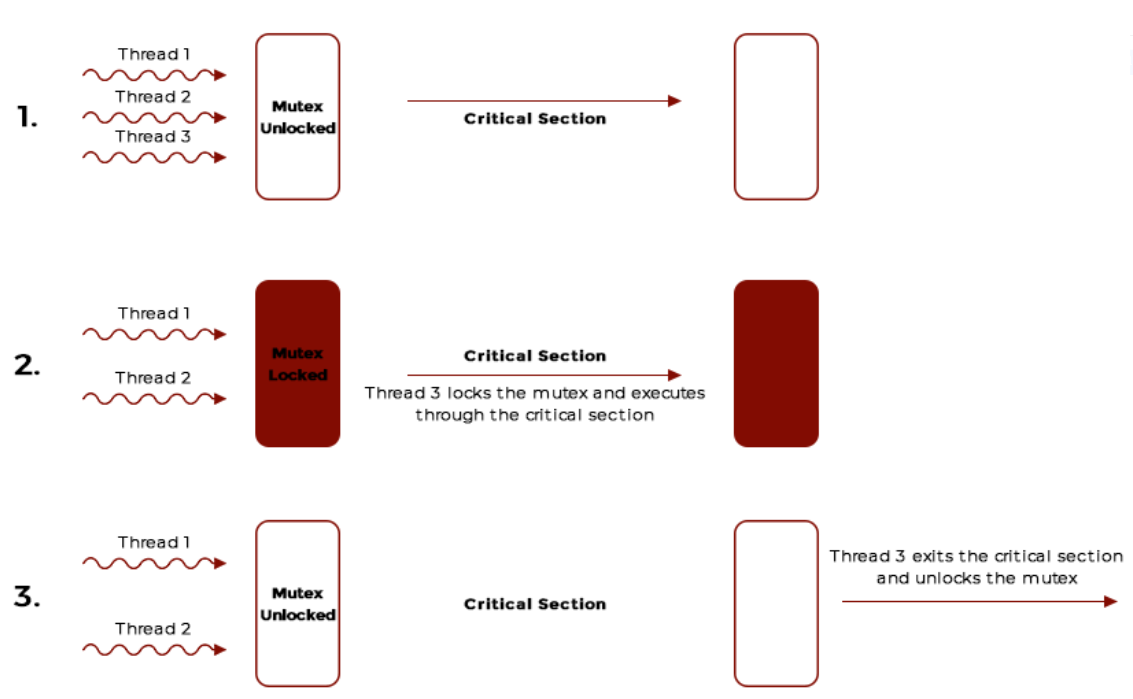 1.
Thread 1
Thread 2
Thread 3
Mutex
Unlocked
Critical Section
2.
Thread 1
Thread 2
Mutex
Locked
Critical Section
Thread 3 locks the mutex and executes
through the critical section
3.
Thread 1
Thread 2
Mutex
Unlocked
Critical Section
Thread 3 exits the critical section
and unlocks the mutex